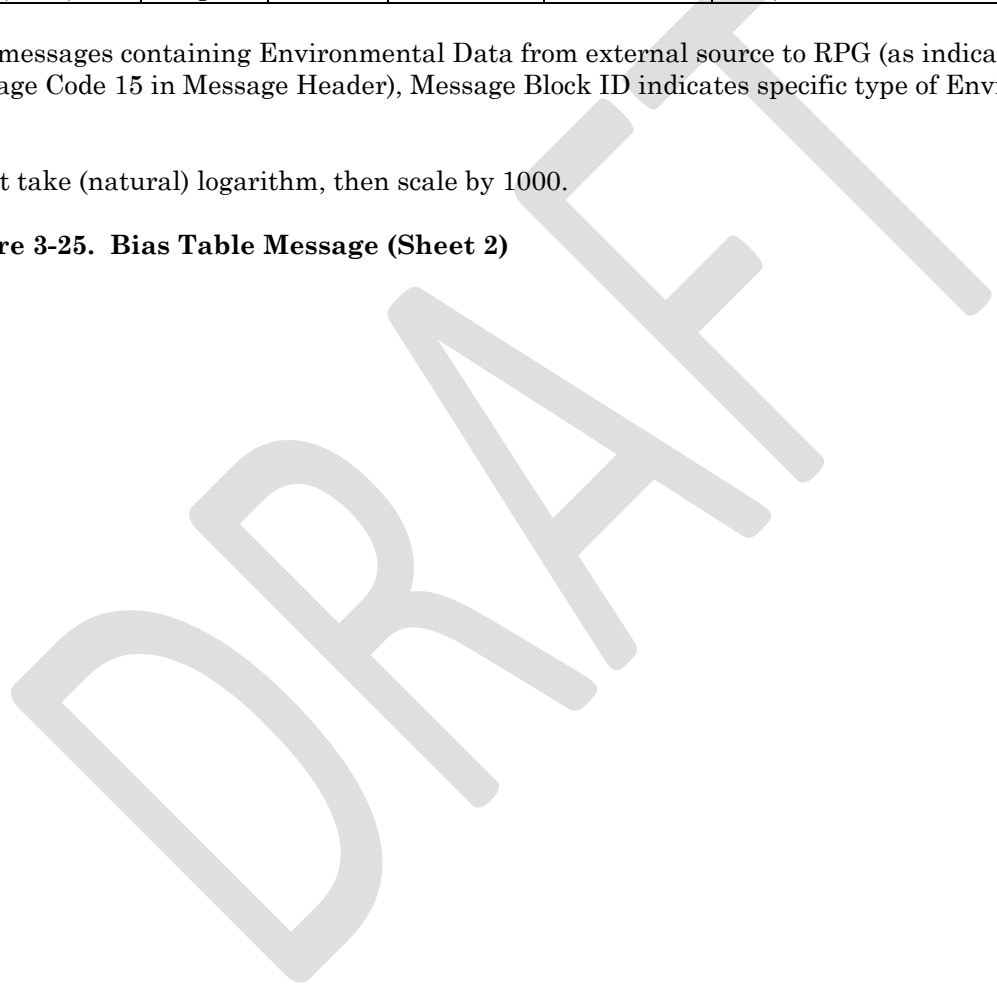 messages containing Environmental Data from external source to RPG (as indica
age Code 15 in Message Header), Message Block ID indicates specific type of Env
t take (natural) logarithm, then scale by 1000.
re 3-25. Bias Table Message (Sheet 2)
DRAFT